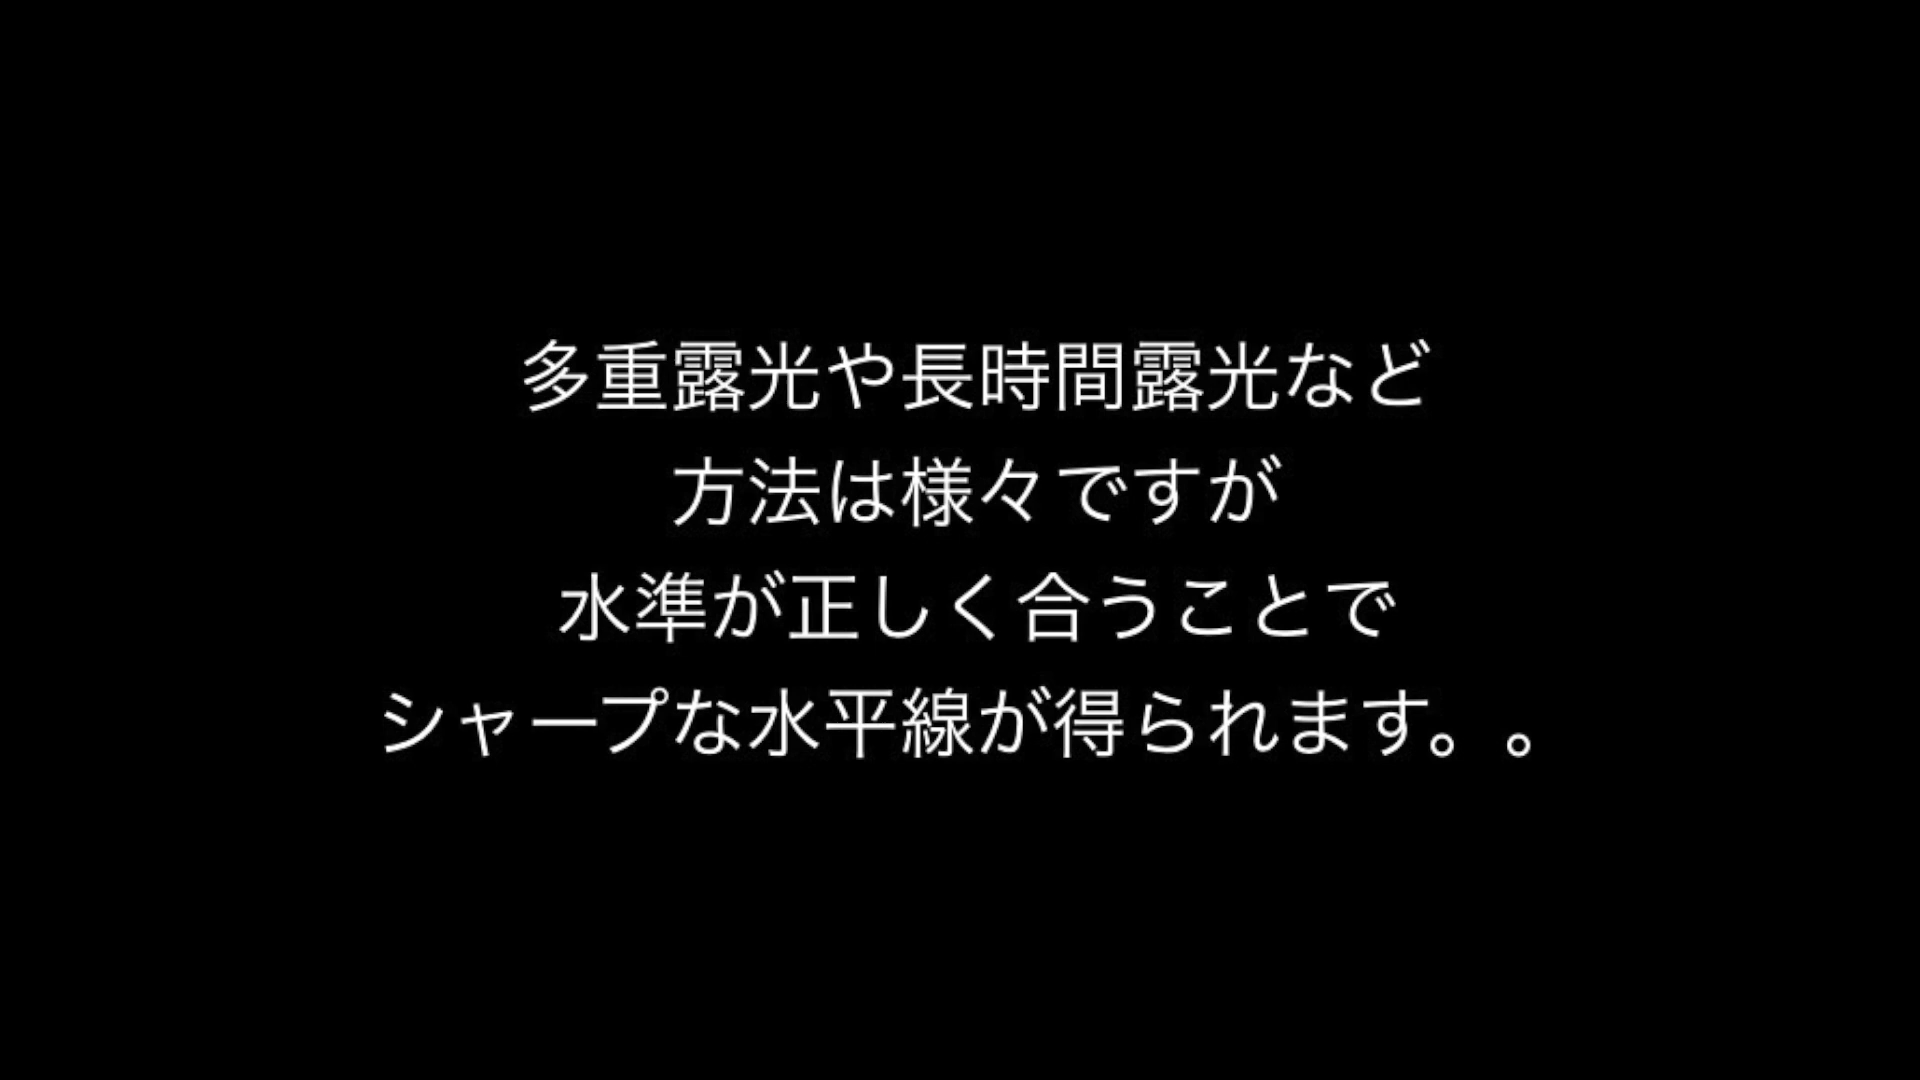 多重露光や長時間露光など
方法は様々ですが
水準が正しく合うことで
シャープな水平線が得られます。。